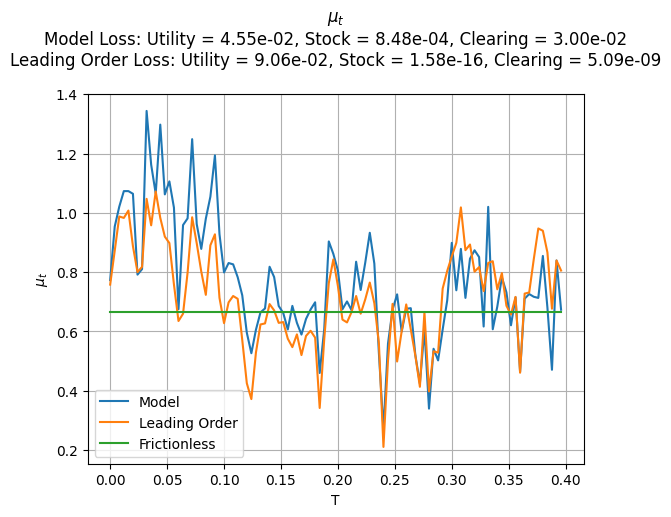 μt
Model Loss: Utility = 4.55e-02, Stock = 8.48e-04, Clearing = 3.00e-02
Leading Order Loss: Utility = 9.06e-02, Stock = 1.58e-16, Clearing = 5.09e-09
1.4
1.2
1.0
0.8
0.6
0.4
0.2
μt
Model
Leading Order
Frictionless
0.00 0.05 0.10 0.15 0.20 0.25 0.30 0.35 0.40
T